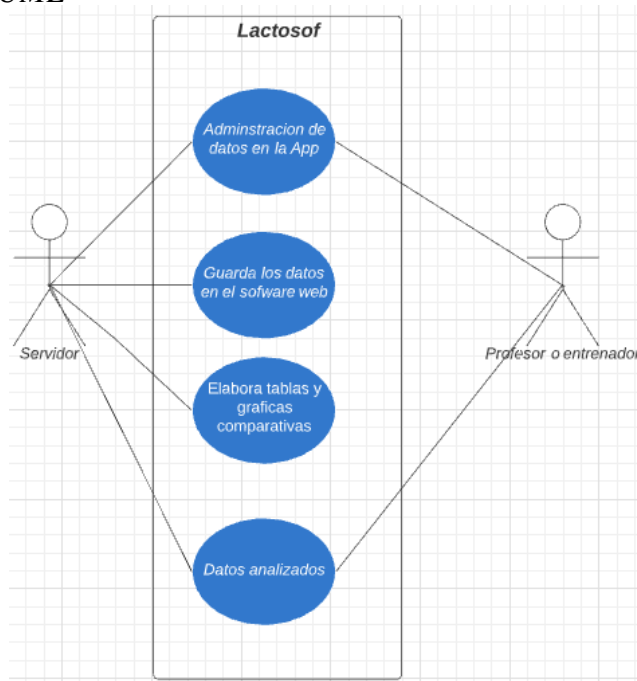 UML
Lactosof
Adminstracion de
datos en la App
Guarda los datos
en el sofware web
Servidor
Profesor o entrenador
Elabora tablas y
graficas
comparativas
Datos analizados